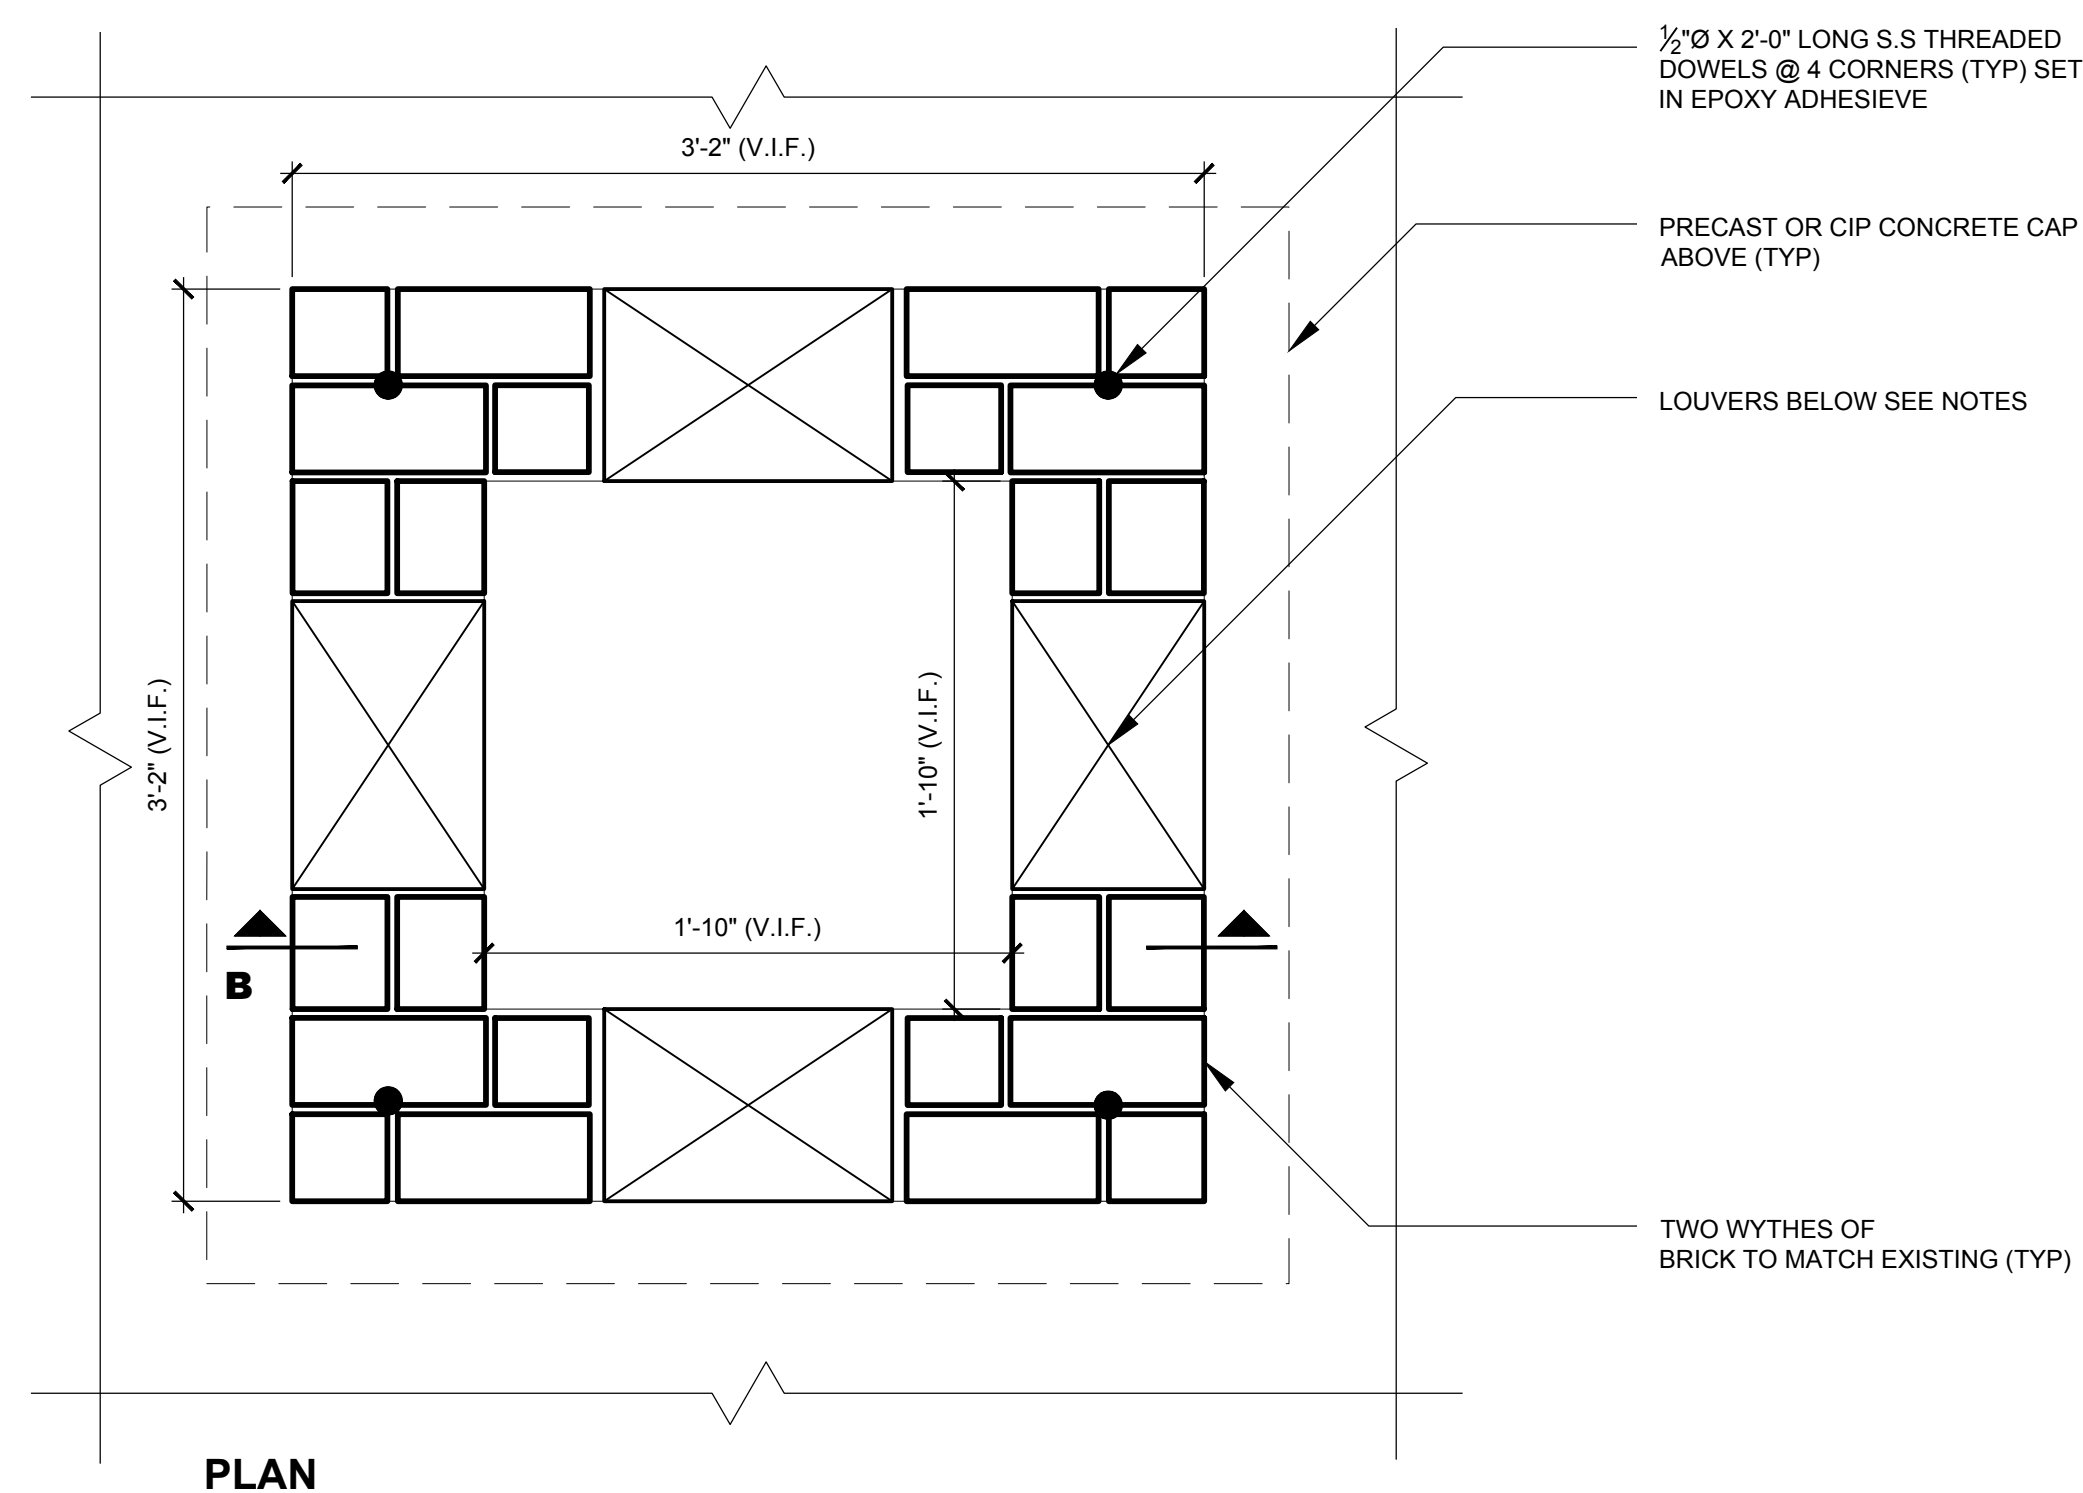 ½"Ø X 2'-0" LONG S.S THREADED
DOWELS @ 4 CORNERS (TYP) SET
IN EPOXY ADHESIEVE
3'-2" (V.I.F.)
PRECAST OR CIP CONCRETE CAP
ABOVE (TYP)
LOUVERS BELOW SEE NOTES
3'-2" (V.I.F.)
1'-10" (V.I.F.)
1'-10" (V.I.F.)
B
TWO WYTHES OF
BRICK TO MATCH EXISTING (TYP)
PLAN